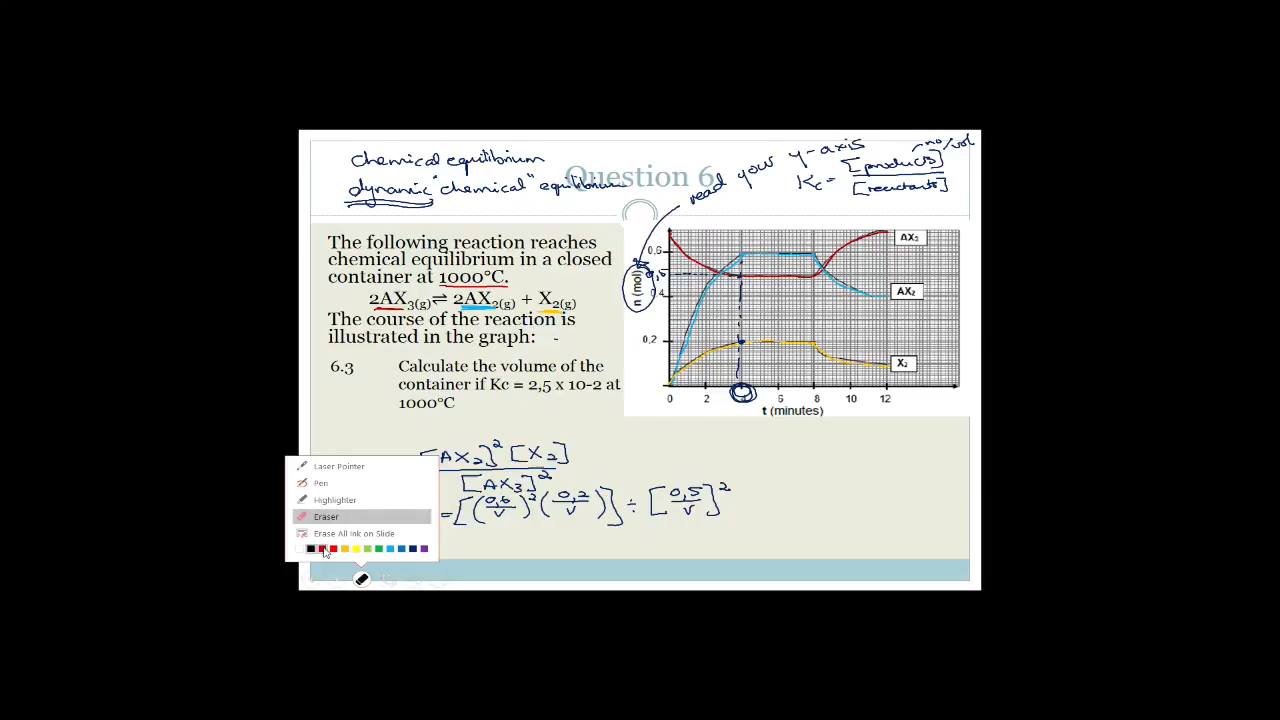 chemical equilibrium
dynamic "chemical" equilibrium
Question 6
read your y-axis
Kc = [products] no/vol
[reactants]
The following reaction reaches
chemical equilibrium in a closed
container at 1000°C.
2AX3(g) ⇌ 2AX2(g) + X2(g)
The course of the reaction is
illustrated in the graph:
6.3 Calculate the volume of the
container if Kc = 2,5 x 10-2 at
1000°C
n (mol)
0,6
0,5
0,4
0,2
AX3
AX2
X2
0 2 4 6 8 10 12
t (minutes)
[AX2]² [X2]
[AX3]²
= [(0,6/v)² (0,2/v)] ÷ [0,5/v]²
Laser Pointer
Pen
Highlighter
Eraser
Erase All Ink on Slide